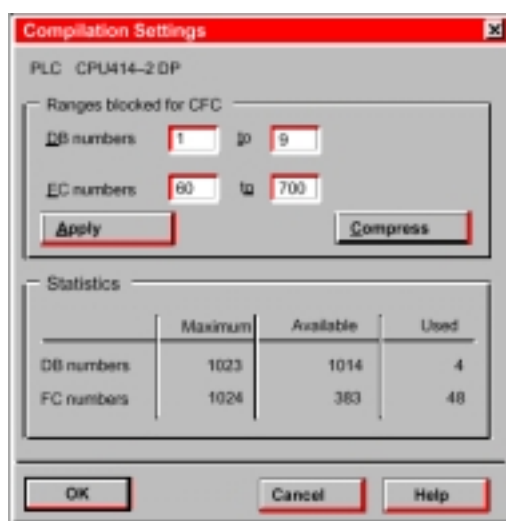 Compilation Settings
PLC CPU414-2 DP
Ranges blocked for CFC
DB numbers 1 to 9
FC numbers 60 to 700
Apply Compress
Statistics
Maximum Available Used
DB numbers 1023 1014 4
FC numbers 1024 383 48
OK Cancel Help